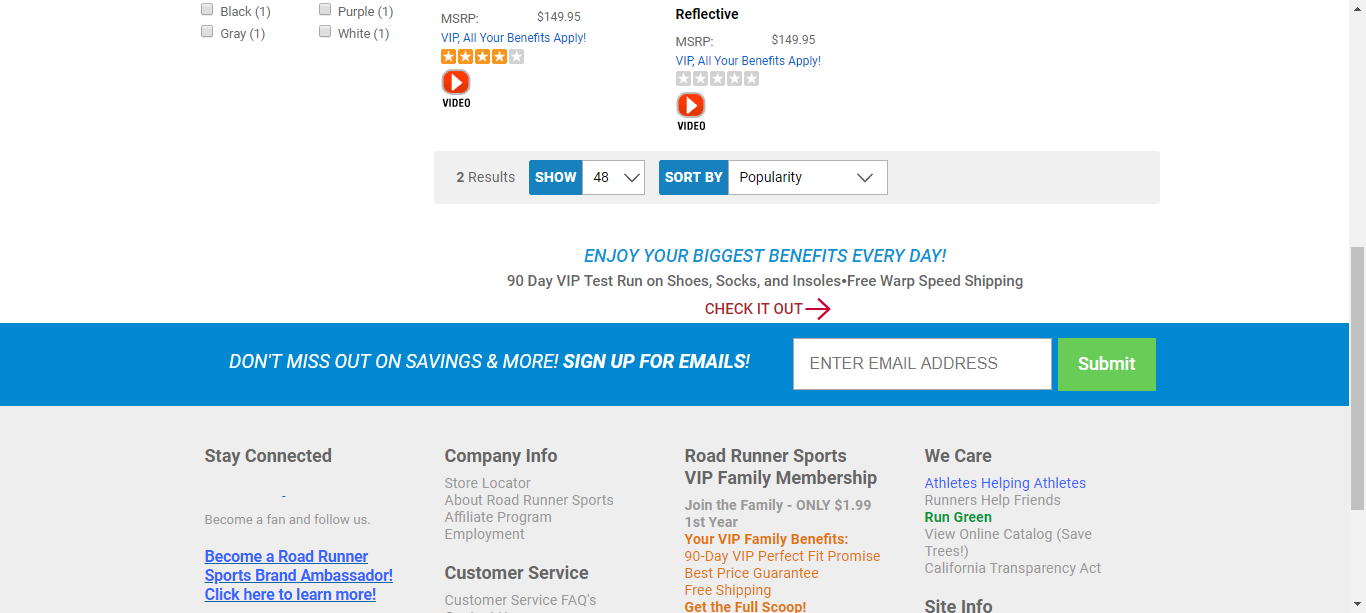 Black (1)
Purple (1)
Gray (1)
White (1)
MSRP: $149.95
VIP, All Your Benefits Apply!
VIDEO
Reflective
MSRP: $149.95
VIP, All Your Benefits Apply!
VIDEO
2 Results SHOW 48 SORT BY Popularity
ENJOY YOUR BIGGEST BENEFITS EVERY DAY!
90 Day VIP Test Run on Shoes, Socks, and Insoles•Free Warp Speed Shipping
CHECK IT OUT
DON'T MISS OUT ON SAVINGS & MORE! SIGN UP FOR EMAILS!
ENTER EMAIL ADDRESS
Submit
Stay Connected
-
Become a fan and follow us.
Become a Road Runner
Sports Brand Ambassador!
Click here to learn more!
Company Info
Store Locator
About Road Runner Sports
Affiliate Program
Employment
Customer Service
Customer Service FAQ's
Road Runner Sports
VIP Family Membership
Join the Family - ONLY $1.99
1st Year
Your VIP Family Benefits:
90-Day VIP Perfect Fit Promise
Best Price Guarantee
Free Shipping
Get the Full Scoop!
We Care
Athletes Helping Athletes
Runners Help Friends
Run Green
View Online Catalog (Save
Trees!)
California Transparency Act
Site Info